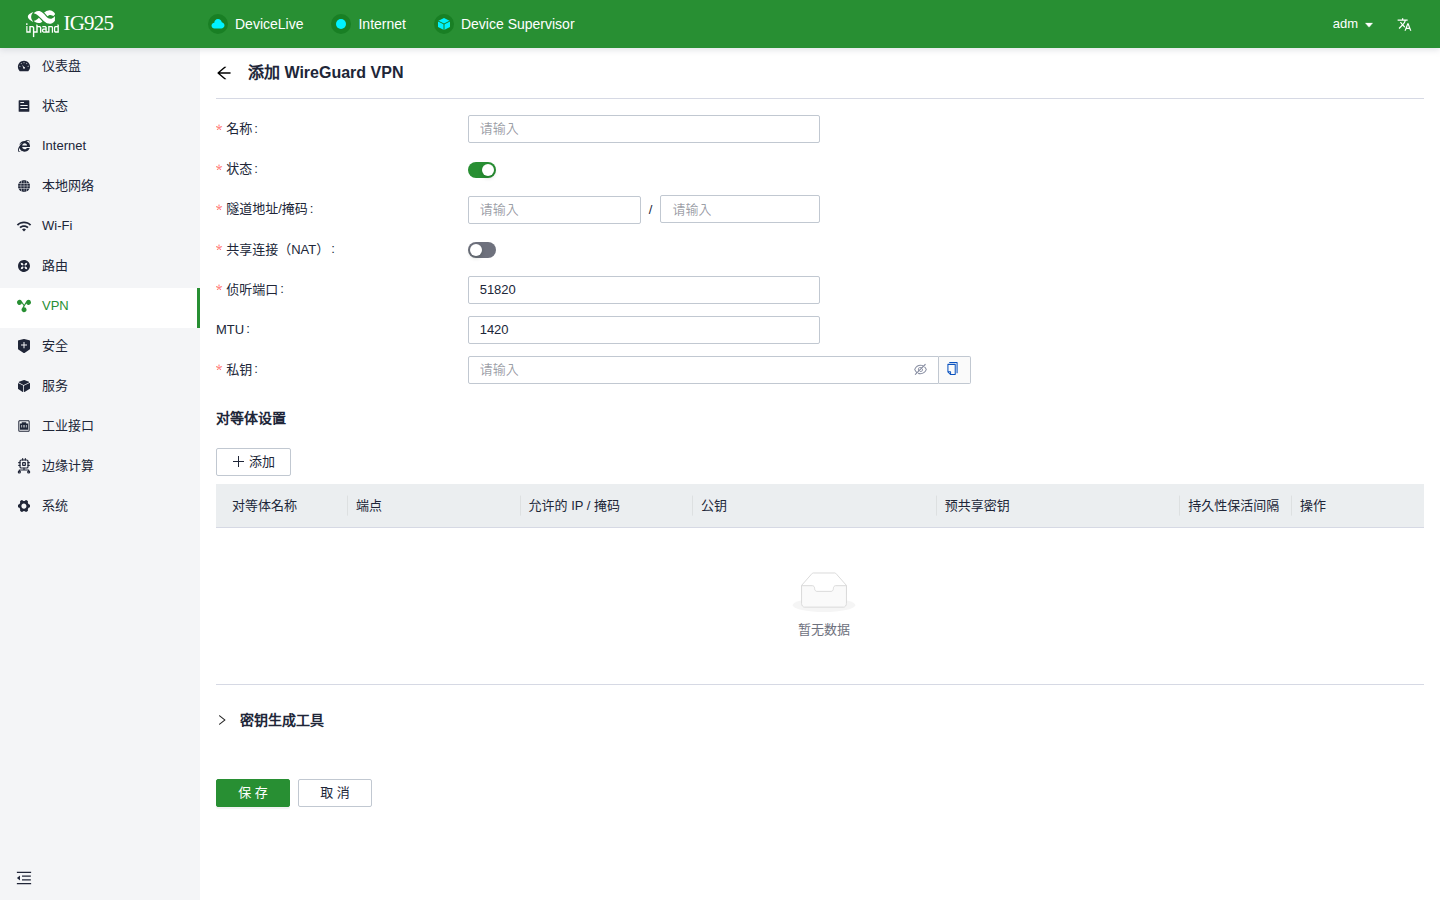 inhand IG925 DeviceLive Internet Device Supervisor adm
仪表盘
状态
Internet
本地网络
Wi-Fi
路由
VPN
安全
服务
工业接口
边缘计算
系统
添加 WireGuard VPN
* 名称: 请输入
* 状态:
* 隧道地址/掩码: 请输入 / 请输入
* 共享连接（NAT）:
* 侦听端口: 51820
MTU: 1420
* 私钥: 请输入
对等体设置
添加
对等体名称 端点 允许的 IP / 掩码 公钥 预共享密钥 持久性保活间隔 操作
暂无数据
密钥生成工具
保 存 取 消